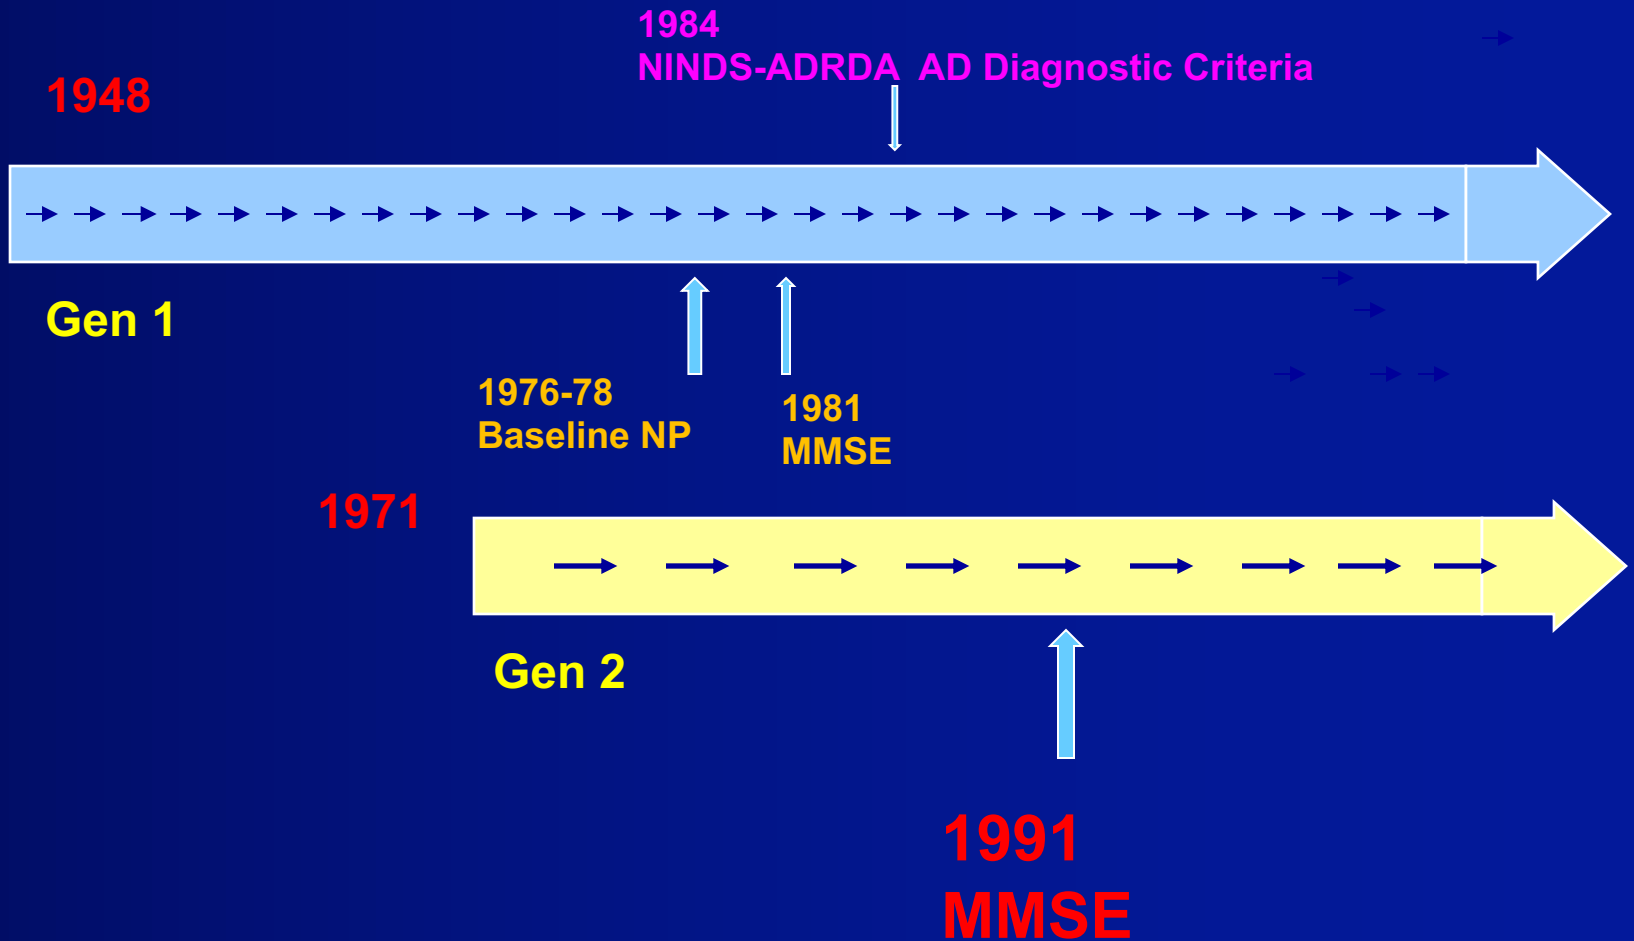 1984
NINDS-ADRDA  AD Diagnostic Criteria
1948
Gen 1
1976-78
Baseline NP
1981
MMSE
1971
Gen 2
1991
MMSE